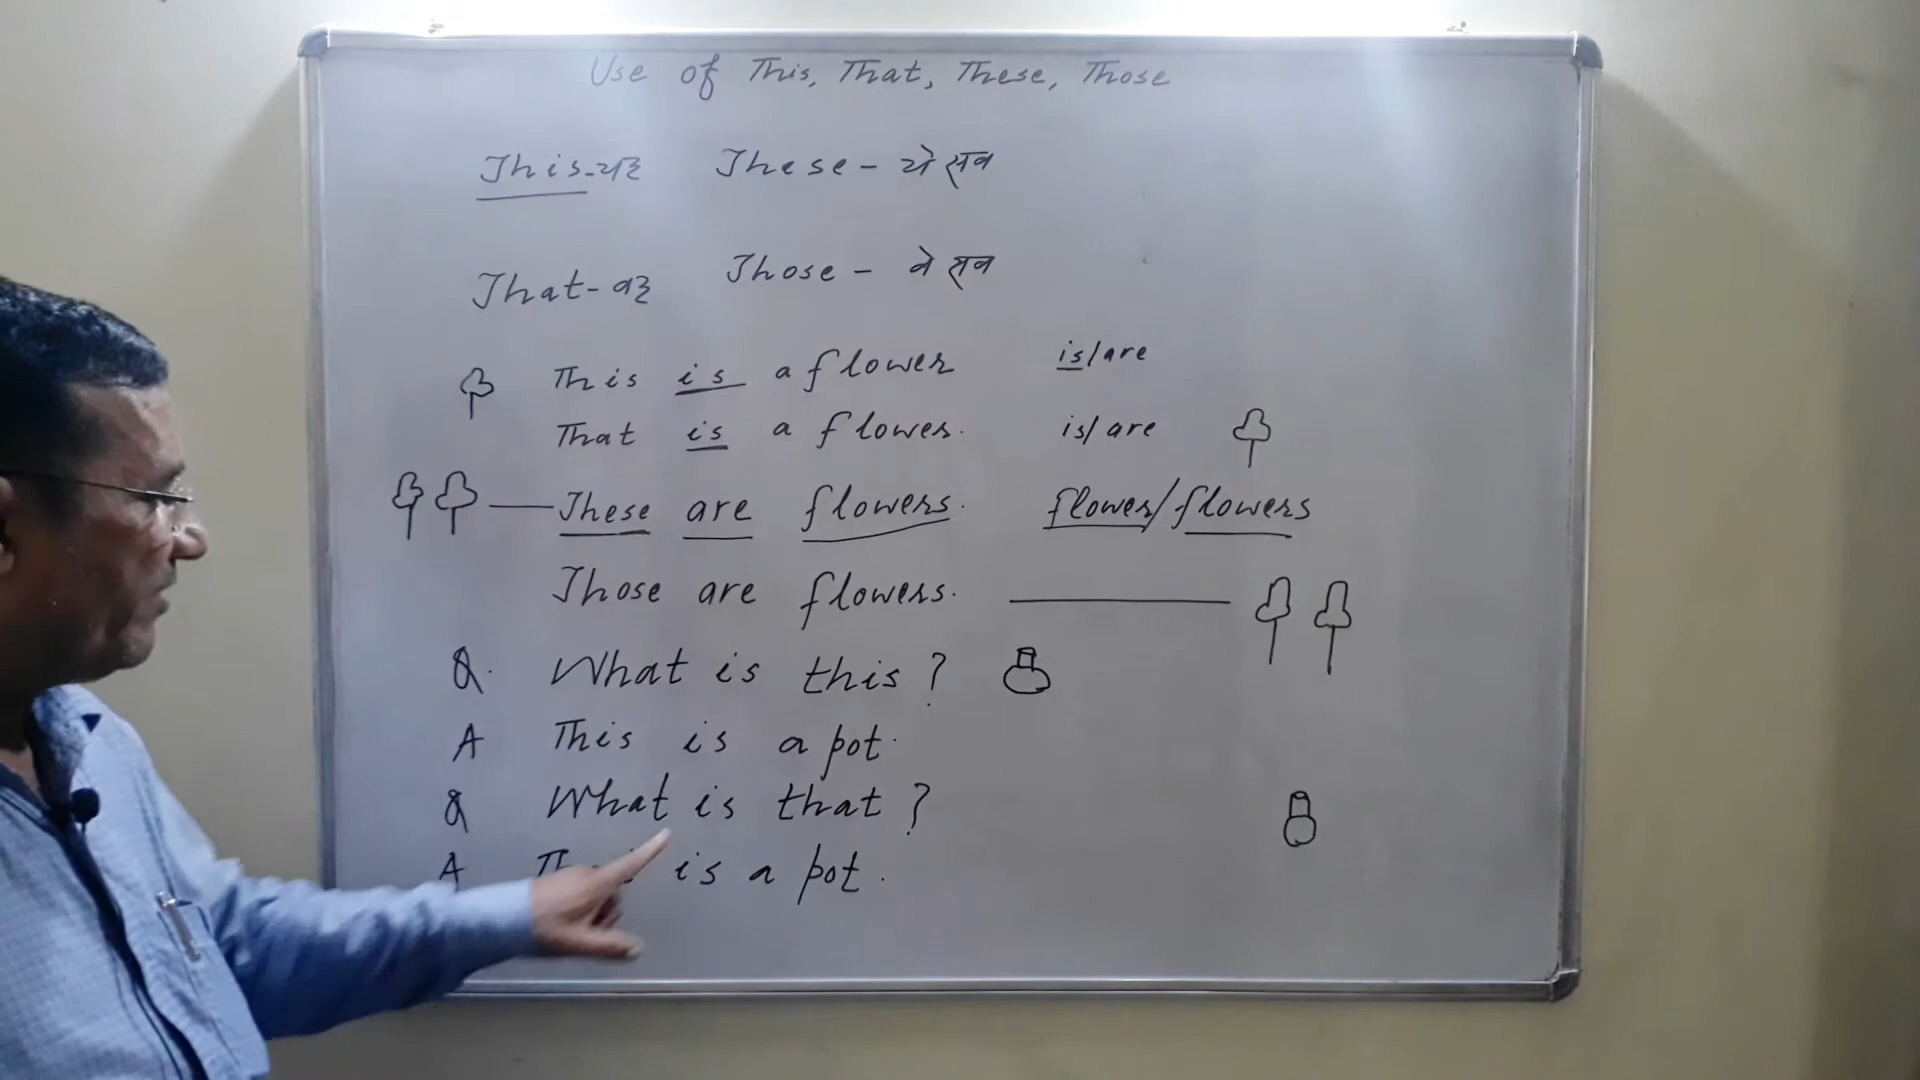 Use of This, That, These, Those
This - यह These - ये सब
That - वह Those - वे सब
This is a flower is/are
That is a flower. is/are
These are flowers. flower/flowers
Those are flowers.
Q. What is this?
A This is a pot.
Q What is that?
A is a pot.